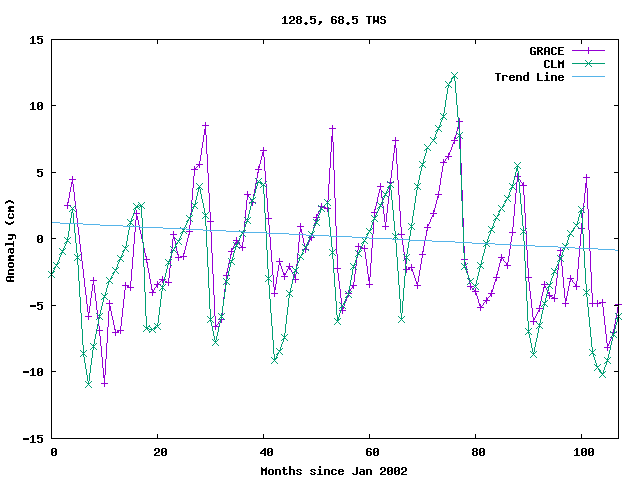 128.5, 68.5 TWS
GRACE
CLM
Trend Line
15
10
5
0
-5
-10
-15
Anomaly (cm)
0 20 40 60 80 100
Months since Jan 2002